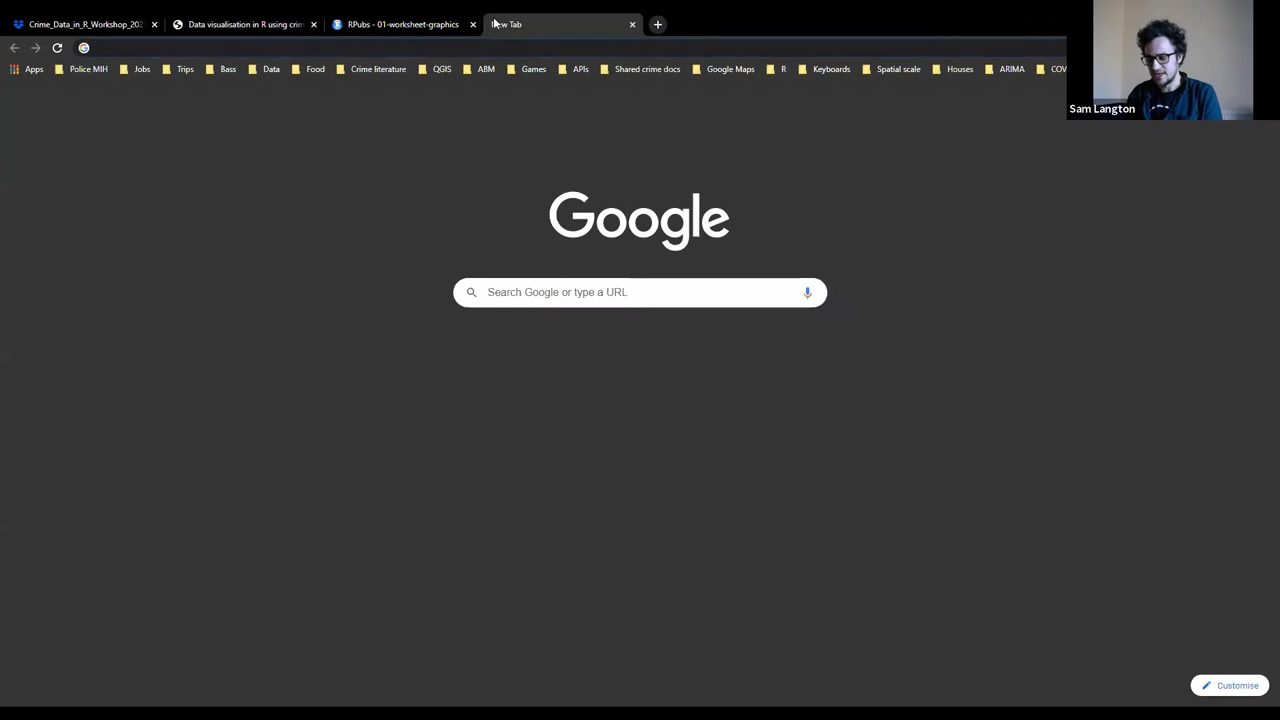 Crime_Data_in_R_Workshop_202
Data visualisation in R using crim
RPubs - 01-worksheet-graphics
New Tab
Apps Police MIH Jobs Trips Bass Data Food Crime literature QGIS ABM Games APIs Shared crime docs Google Maps R Keyboards Spatial scale Houses ARIMA COV
Sam Langton
Google
Search Google or type a URL
Customise